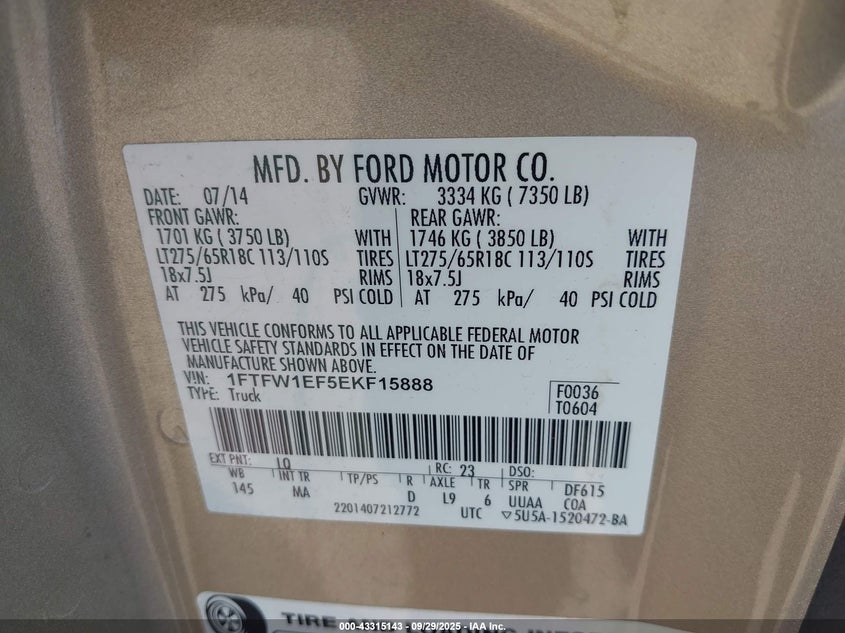 MFD. BY FORD MOTOR CO.
DATE: 07/14 GVWR: 3334 KG ( 7350 LB)
FRONT GAWR: REAR GAWR:
1701 KG ( 3750 LB) WITH 1746 KG ( 3850 LB) WITH
LT275/65R18C 113/110S TIRES LT275/65R18C 113/110S TIRES
18x7.5J RIMS 18x7.5J RIMS
AT 275 kPa/ 40 PSI COLD AT 275 kPa/ 40 PSI COLD
THIS VEHICLE CONFORMS TO ALL APPLICABLE FEDERAL MOTOR
VEHICLE SAFETY STANDARDS IN EFFECT ON THE DATE OF
MANUFACTURE SHOWN ABOVE.
VIN: 1FTFW1EF5EKF15888
TYPE: Truck
F0036
T0604
EXT PNT: LQ RC: 23 DSO:
WB INT TR TP/PS R AXLE TR SPR DF615
145 MA D L9 6 UUAA COA
2201407212772 UTC ▽5U5A-1520472-BA
TIRE
000-43315143 - 09/29/2025 - IAA Inc.